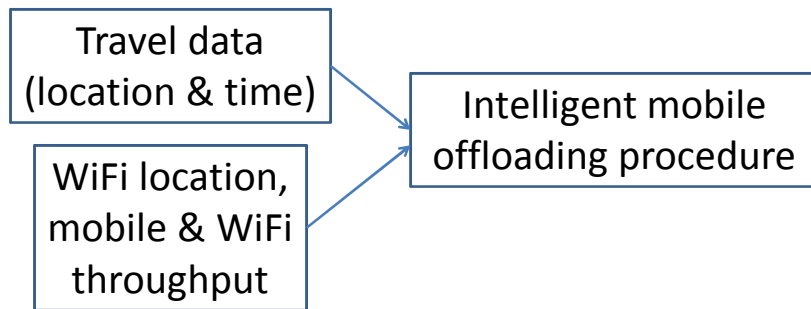 Travel data
(location & time)
Intelligent mobile
offloading procedure
WiFi location,
mobile & WiFi
throughput